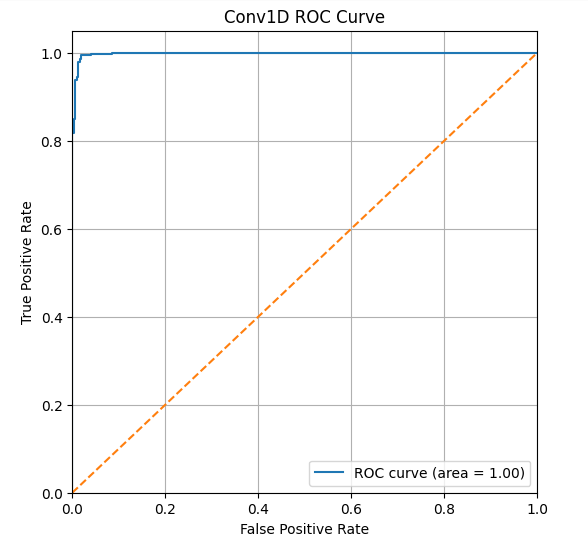 Conv1D ROC Curve
True Positive Rate
1.0
0.8
0.6
0.4
0.2
0.0
ROC curve (area = 1.00)
0.0 0.2 0.4 0.6 0.8 1.0
False Positive Rate